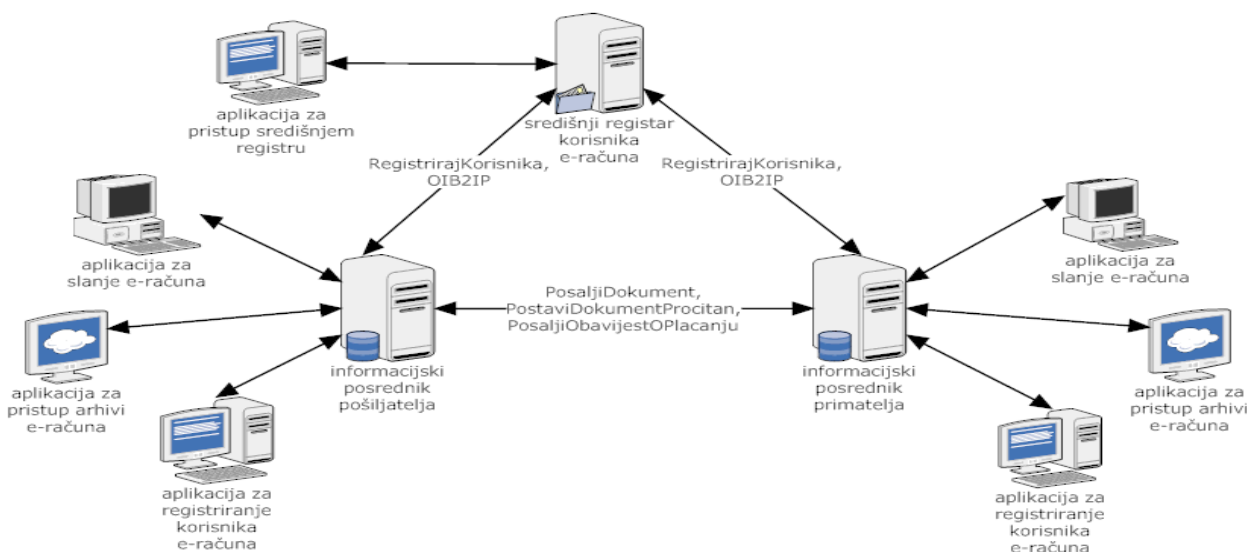 aplikacija za
pristup središnjem
registru
središnji registar
korisnika
e-računa
RegistrirajKorisnika,
OIB2IP
RegistrirajKorisnika,
OIB2IP
aplikacija za
slanje e-računa
aplikacija za
slanje e-računa
PosaljiDokument,
PostaviDokumentProcitan,
PosaljiObavijestOPlacanju
aplikacija za
pristup arhivi
e-računa
informacijski
posrednik
pošiljatelja
informacijski
posrednik
primatelja
aplikacija za
pristup arhivi
e-računa
aplikacija za
registriranje
korisnika
e-računa
aplikacija za
registriranje
korisnika
e-računa